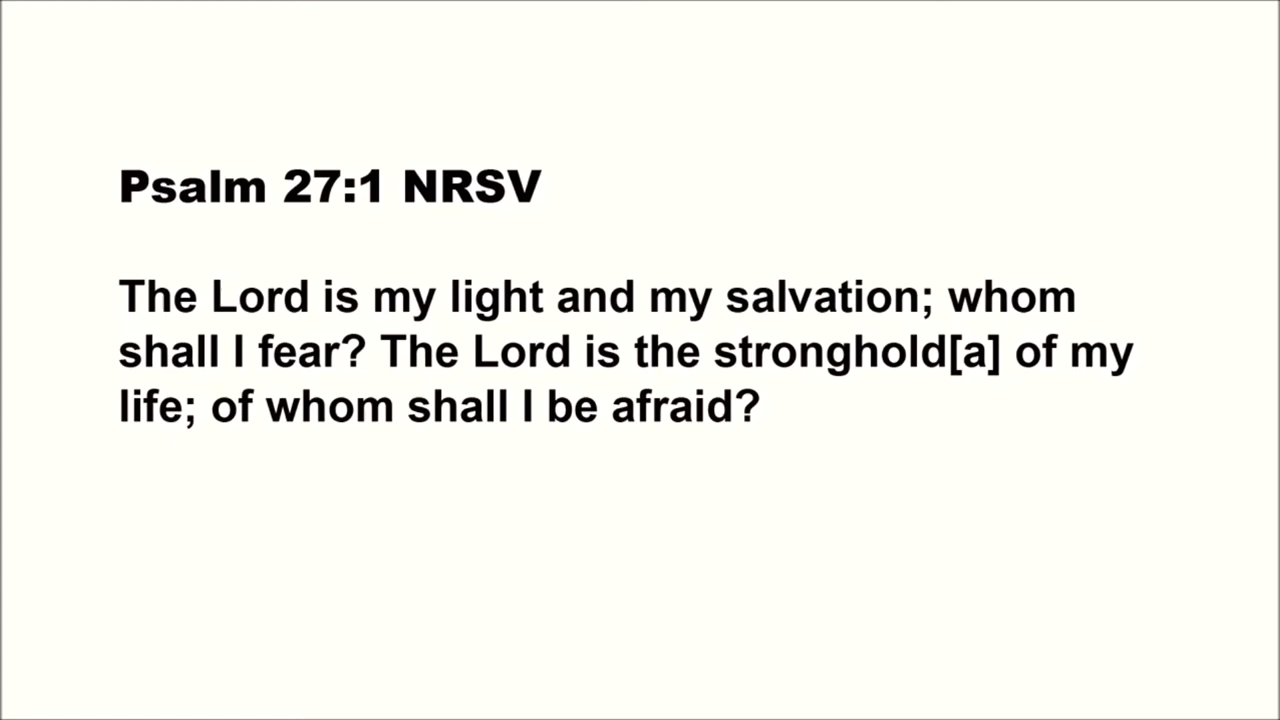 Psalm 27:1 NRSV
The Lord is my light and my salvation; whom
shall I fear? The Lord is the stronghold[a] of my
life; of whom shall I be afraid?